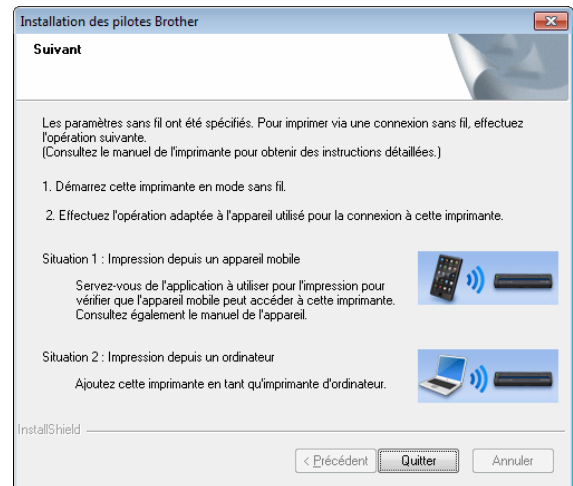 Installation des pilotes Brother
Suivant
Les paramètres sans fil ont été spécifiés. Pour imprimer via une connexion sans fil, effectuez
l'opération suivante.
(Consultez le manuel de l'imprimante pour obtenir des instructions détaillées.)
1. Démarrez cette imprimante en mode sans fil.
2. Effectuez l'opération adaptée à l'appareil utilisé pour la connexion à cette imprimante.
Situation 1 : Impression depuis un appareil mobile
Servez-vous de l'application à utiliser pour l'impression pour
vérifier que l'appareil mobile peut accéder à cette imprimante.
Consultez également le manuel de l'appareil.
Situation 2 : Impression depuis un ordinateur
Ajoutez cette imprimante en tant qu'imprimante d'ordinateur.
InstallShield
< Précédent Quitter Annuler